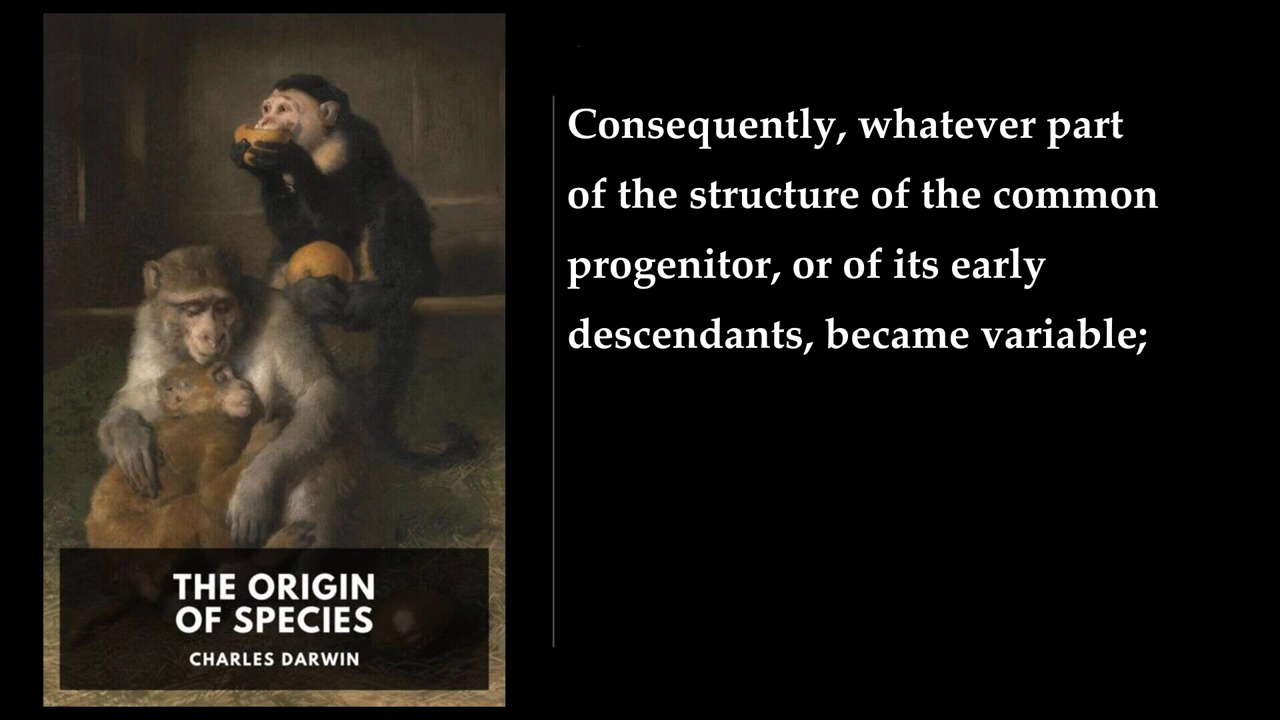 THE ORIGIN
OF SPECIES
CHARLES DARWIN
Consequently, whatever part
of the structure of the common
progenitor, or of its early
descendants, became variable;